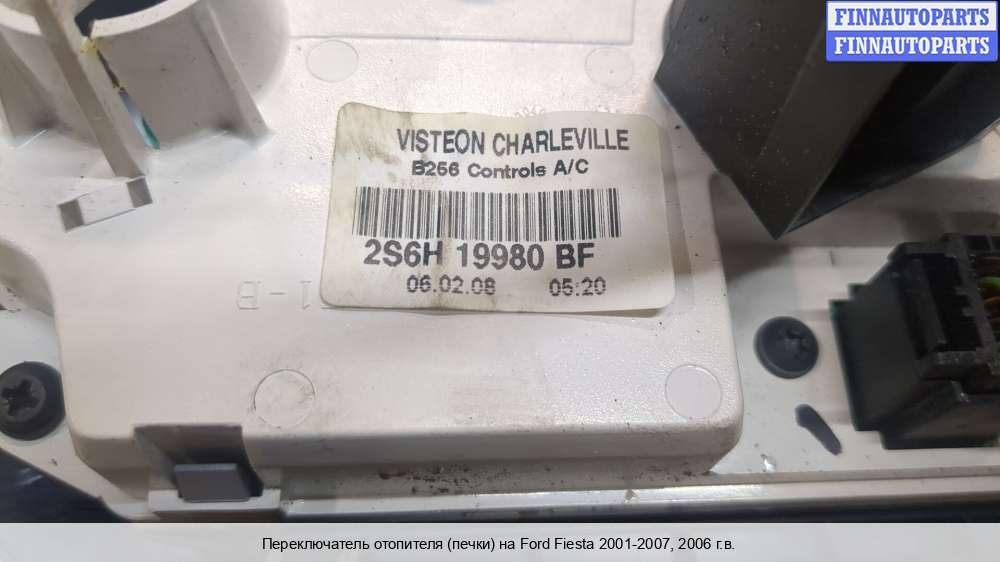 FINNAUTOPARTS
FINNAUTOPARTS
VISTEON CHARLEVILLE
B256 Controls A/C
2S6H 19980 BF
06.02.08 05:20
1-B
Переключатель отопителя (печки) на Ford Fiesta 2001-2007, 2006 г.в.